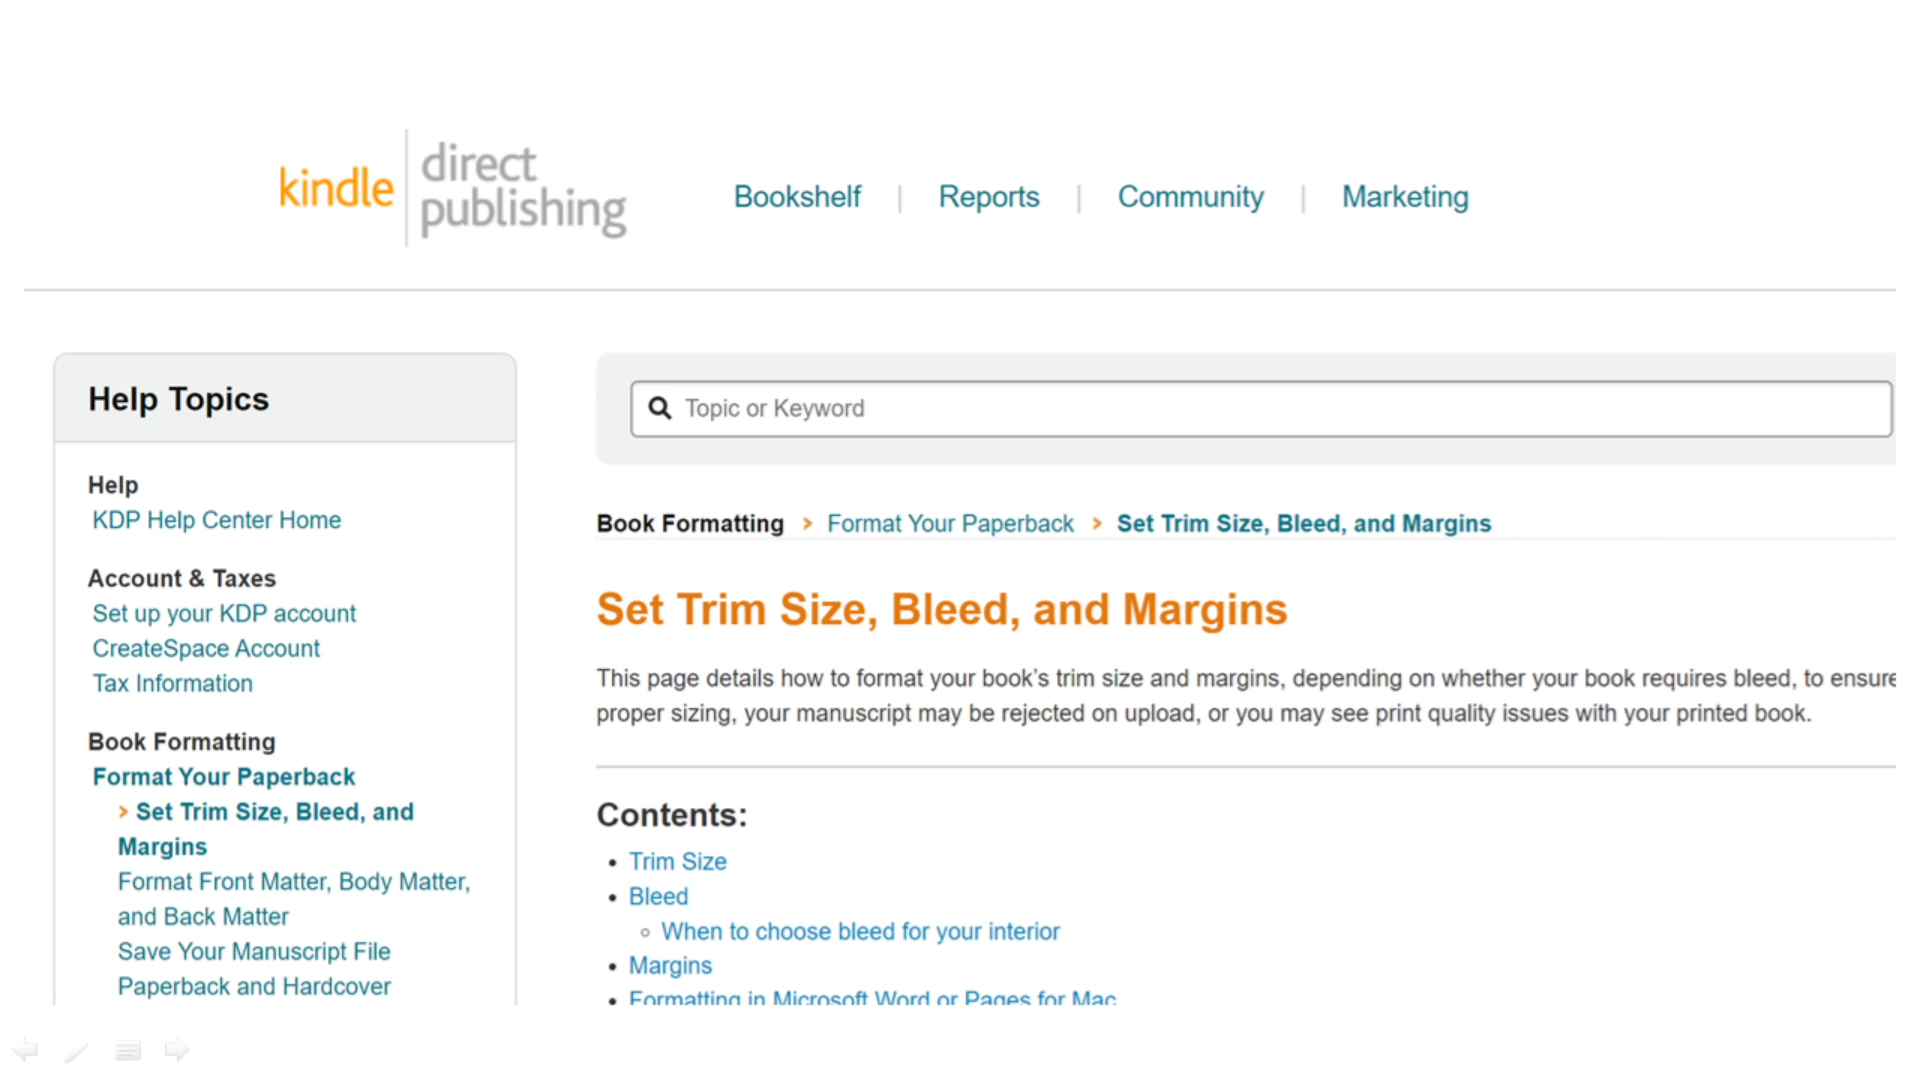 kindle direct publishing
Bookshelf | Reports | Community | Marketing
Help Topics
Help
KDP Help Center Home
Account & Taxes
Set up your KDP account
CreateSpace Account
Tax Information
Book Formatting
Format Your Paperback
› Set Trim Size, Bleed, and
Margins
Format Front Matter, Body Matter,
and Back Matter
Save Your Manuscript File
Paperback and Hardcover
Topic or Keyword
Book Formatting › Format Your Paperback › Set Trim Size, Bleed, and Margins
Set Trim Size, Bleed, and Margins
This page details how to format your book’s trim size and margins, depending on whether your book requires bleed, to ensure
proper sizing, your manuscript may be rejected on upload, or you may see print quality issues with your printed book.
Contents:
• Trim Size
• Bleed
◦ When to choose bleed for your interior
• Margins
• Formatting in Microsoft Word or Pages for Mac